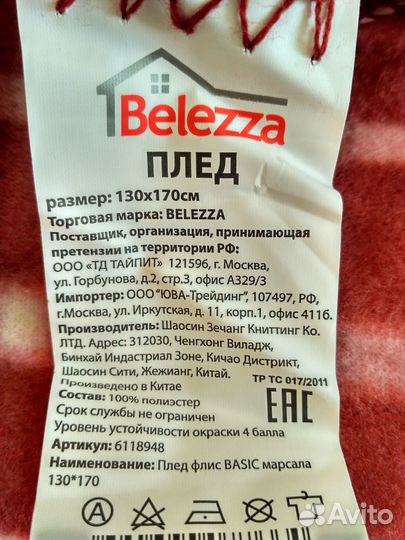 Belezza
ПЛЕД
размер: 130х170см
Торговая марка: BELEZZA
Поставщик, организация, принимающая
претензии на территории РФ:
ООО «ТД ТАЙПИТ» 121596, г. Москва,
ул. Горбунова, д.2, стр.3, офис А329/3
Импортер: ООО "ЮВА-Трейдинг", 107497, РФ,
г.Москва, ул. Иркутская, д. 11, корп.1, офис 411б.
Производитель: Шаосин Зечанг Книттинг Ко.
ЛТД. Адрес: 312030, Ченгхонг Виладж,
Бинхай Индастриал Зоне, Кичао Дистрикт,
Шаосин Сити, Жежианг, Китай.
ТР ТС 017/2011
Произведено в Китае
EAC
Состав: 100% полиэстер
Срок службы не ограничен
Уровень устойчивости окраски 4 балла
Артикул: 6118948
Наименование: Плед флис BASIC марсала
130*170
A
Avito